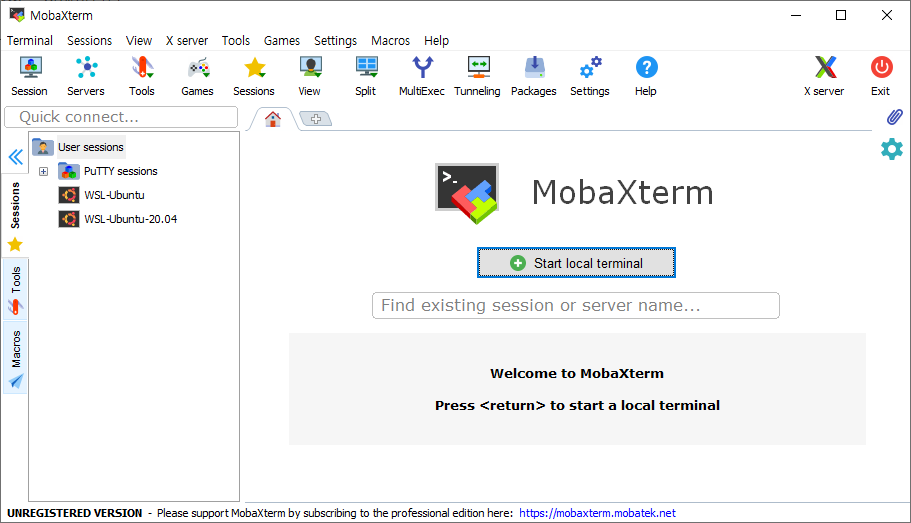 MobaXterm
Terminal Sessions View X server Tools Games Settings Macros Help
Session Servers Tools Games Sessions View Split MultiExec Tunneling Packages Settings Help X server Exit
Quick connect...
User sessions
PuTTY sessions
WSL-Ubuntu
WSL-Ubuntu-20.04
Sessions
Tools
Macros
>_
MobaXterm
Start local terminal
Find existing session or server name...
Welcome to MobaXterm
Press <return> to start a local terminal
UNREGISTERED VERSION - Please support MobaXterm by subscribing to the professional edition here: https://mobaxterm.mobatek.net